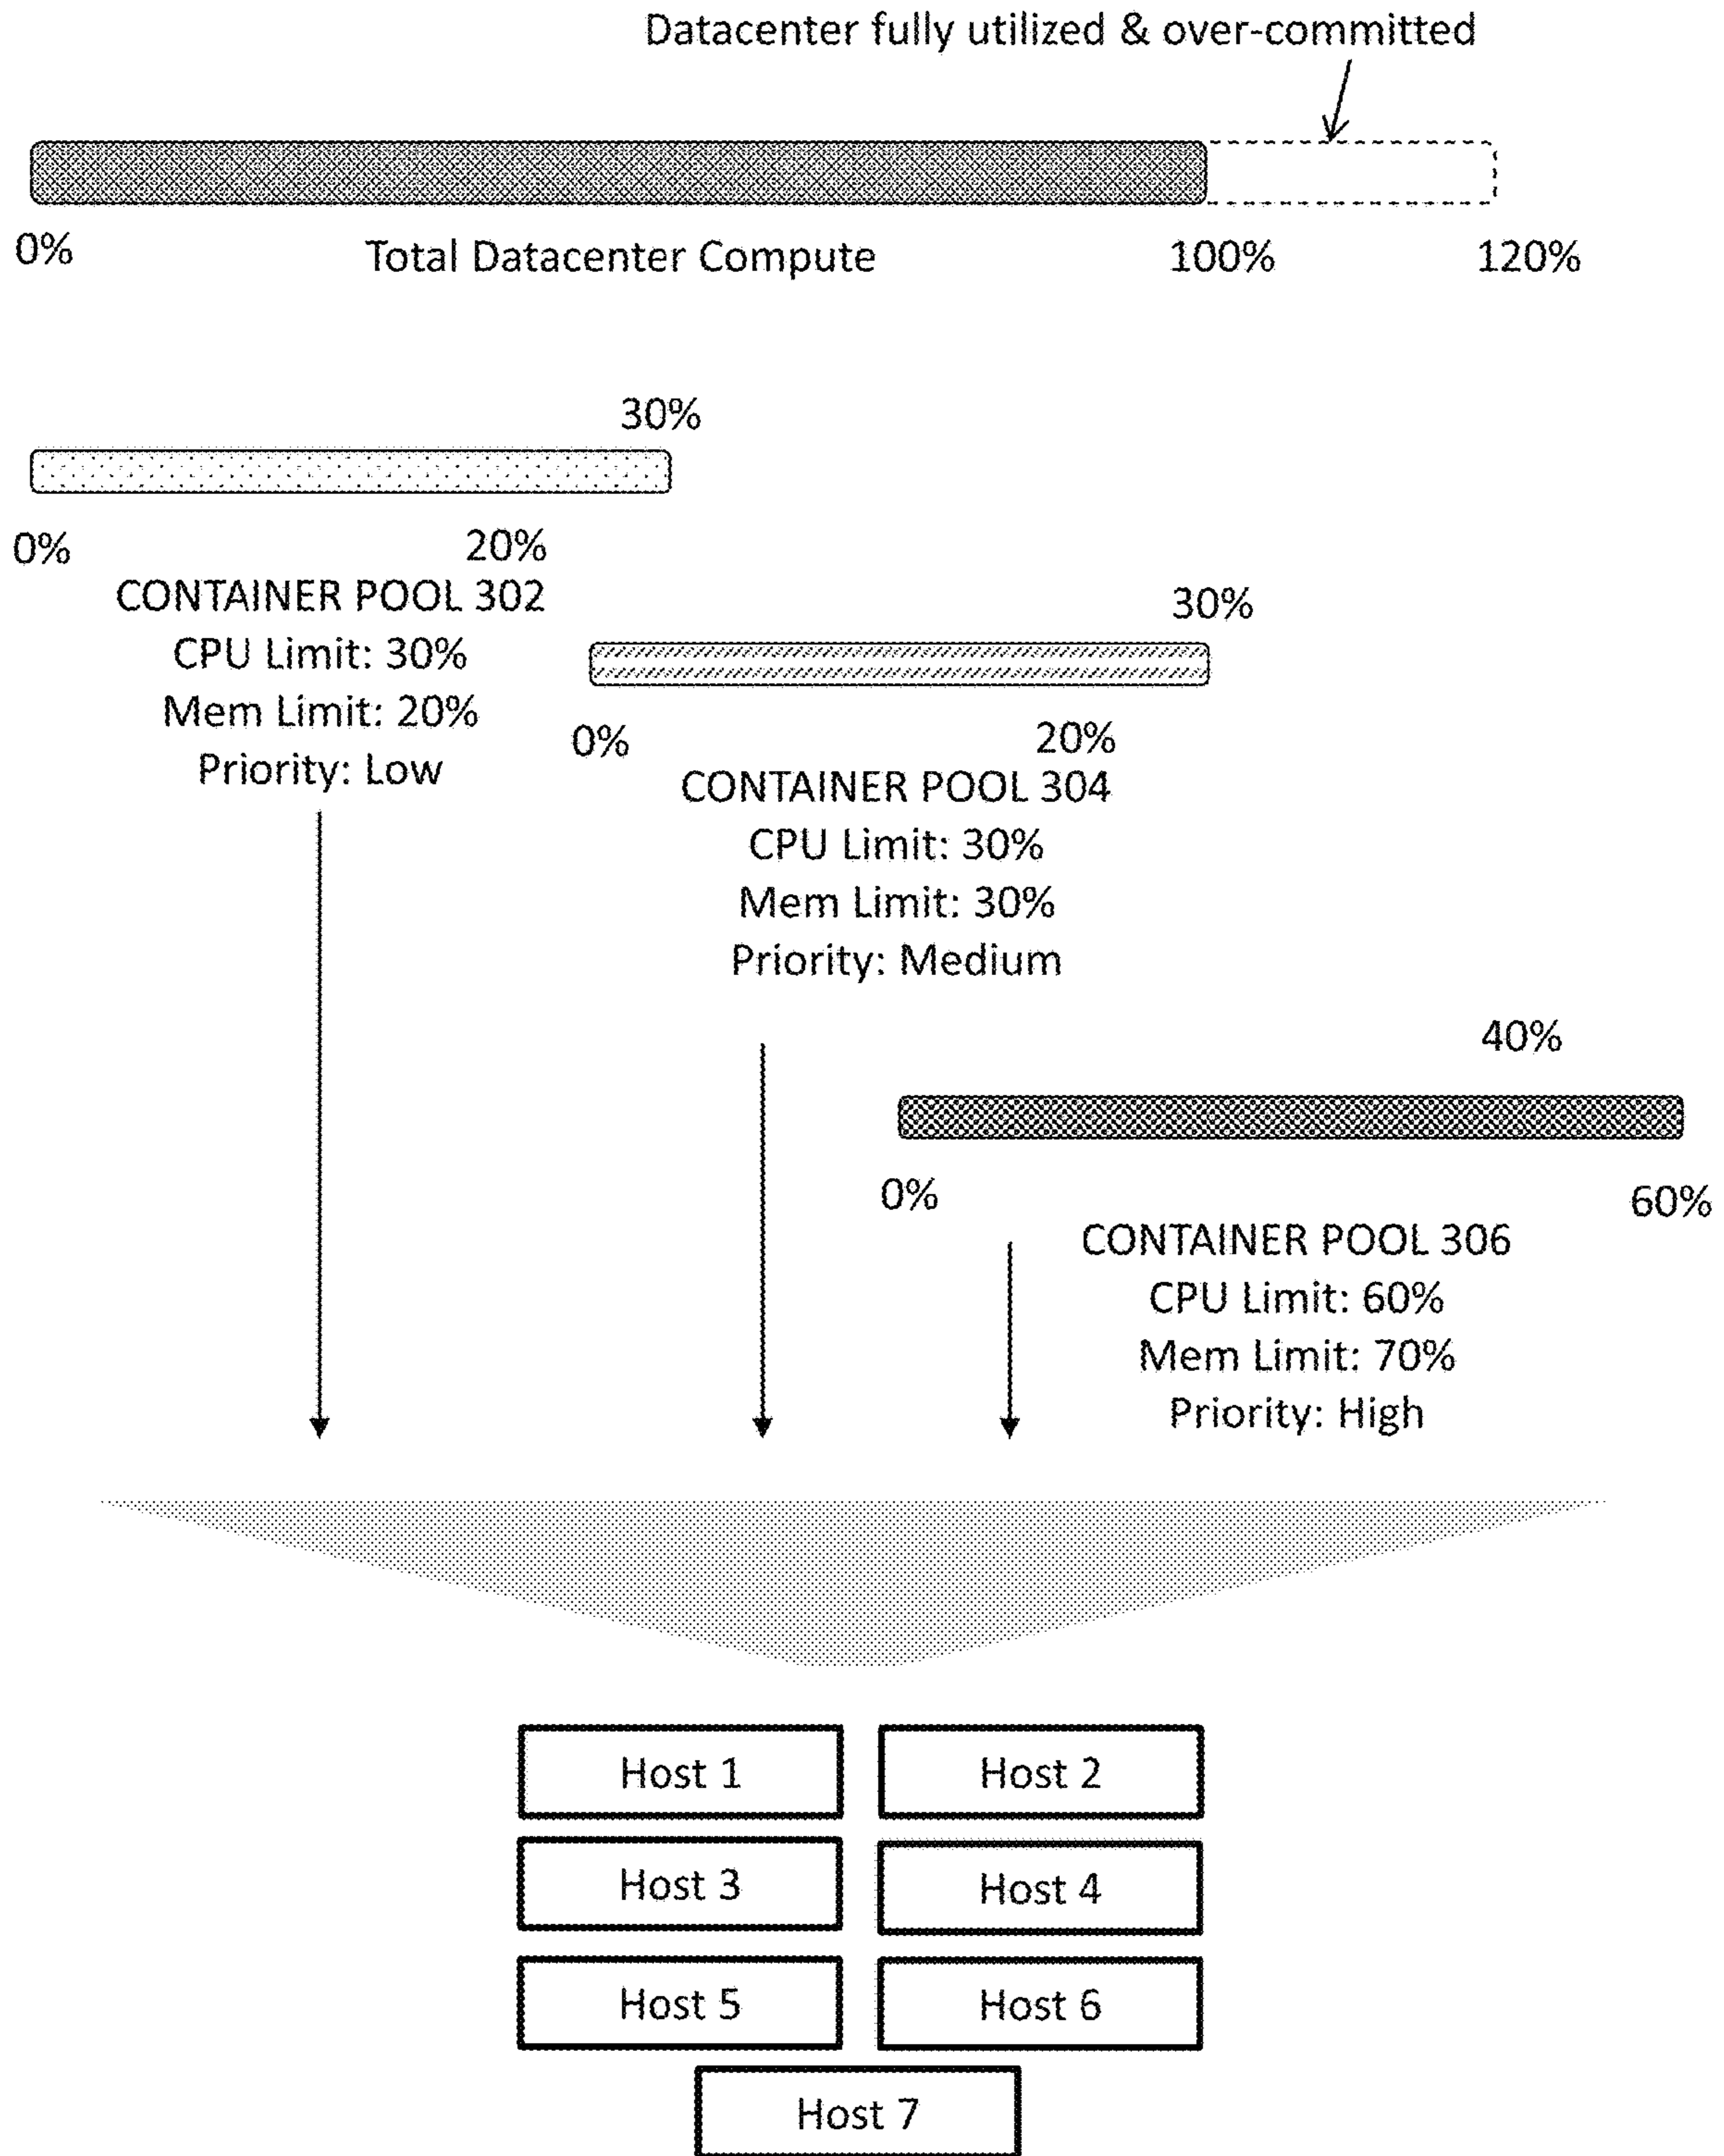 Datacenter fully utilized & over-committed
0%
Total Datacenter Compute
100%
120%
30%
0%
20%
CONTAINER POOL 302
CPU Limit: 30%
Mem Limit: 20%
Priority: Low
30%
0%
20%
CONTAINER POOL 304
CPU Limit: 30%
Mem Limit: 30%
Priority: Medium
40%
0%
60%
CONTAINER POOL 306
CPU Limit: 60%
Mem Limit: 70%
Priority: High
Host 1
Host 2
Host 3
Host 4
Host 5
Host 6
Host 7